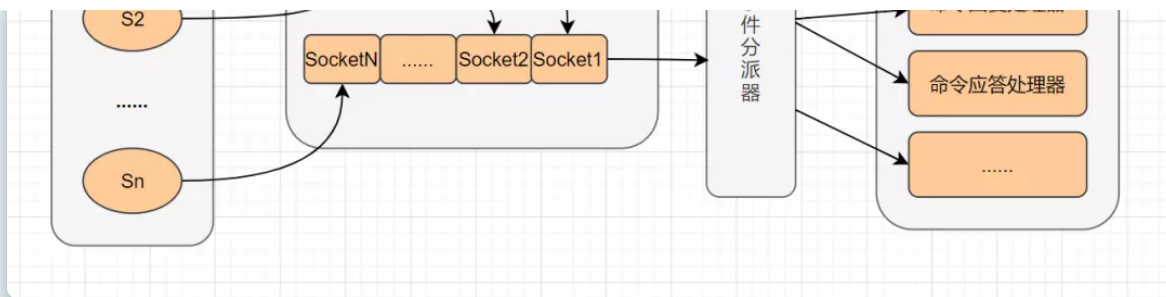 S2
SocketN
......
Socket2
Socket1
件
分
派
器
命令应答处理器
......
Sn
......